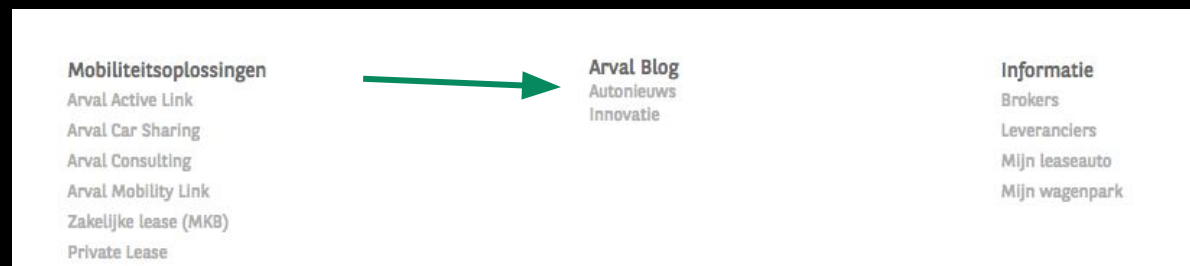 Mobiliteitsoplossingen
Arval Active Link
Arval Car Sharing
Arval Consulting
Arval Mobility Link
Zakelijke lease (MKB)
Private Lease
Arval Blog
Autonieuws
Innovatie
Informatie
Brokers
Leveranciers
Mijn leaseauto
Mijn wagenpark